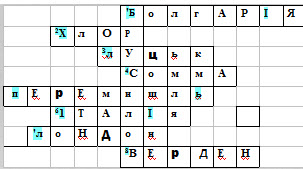 ¹БолгАРІЯ
²ХлОР
³лУцьк
⁴СоммА
пЕрЕмишль
⁶ІТАлІя
⁷лоНДон
⁸ВЕрДЕН